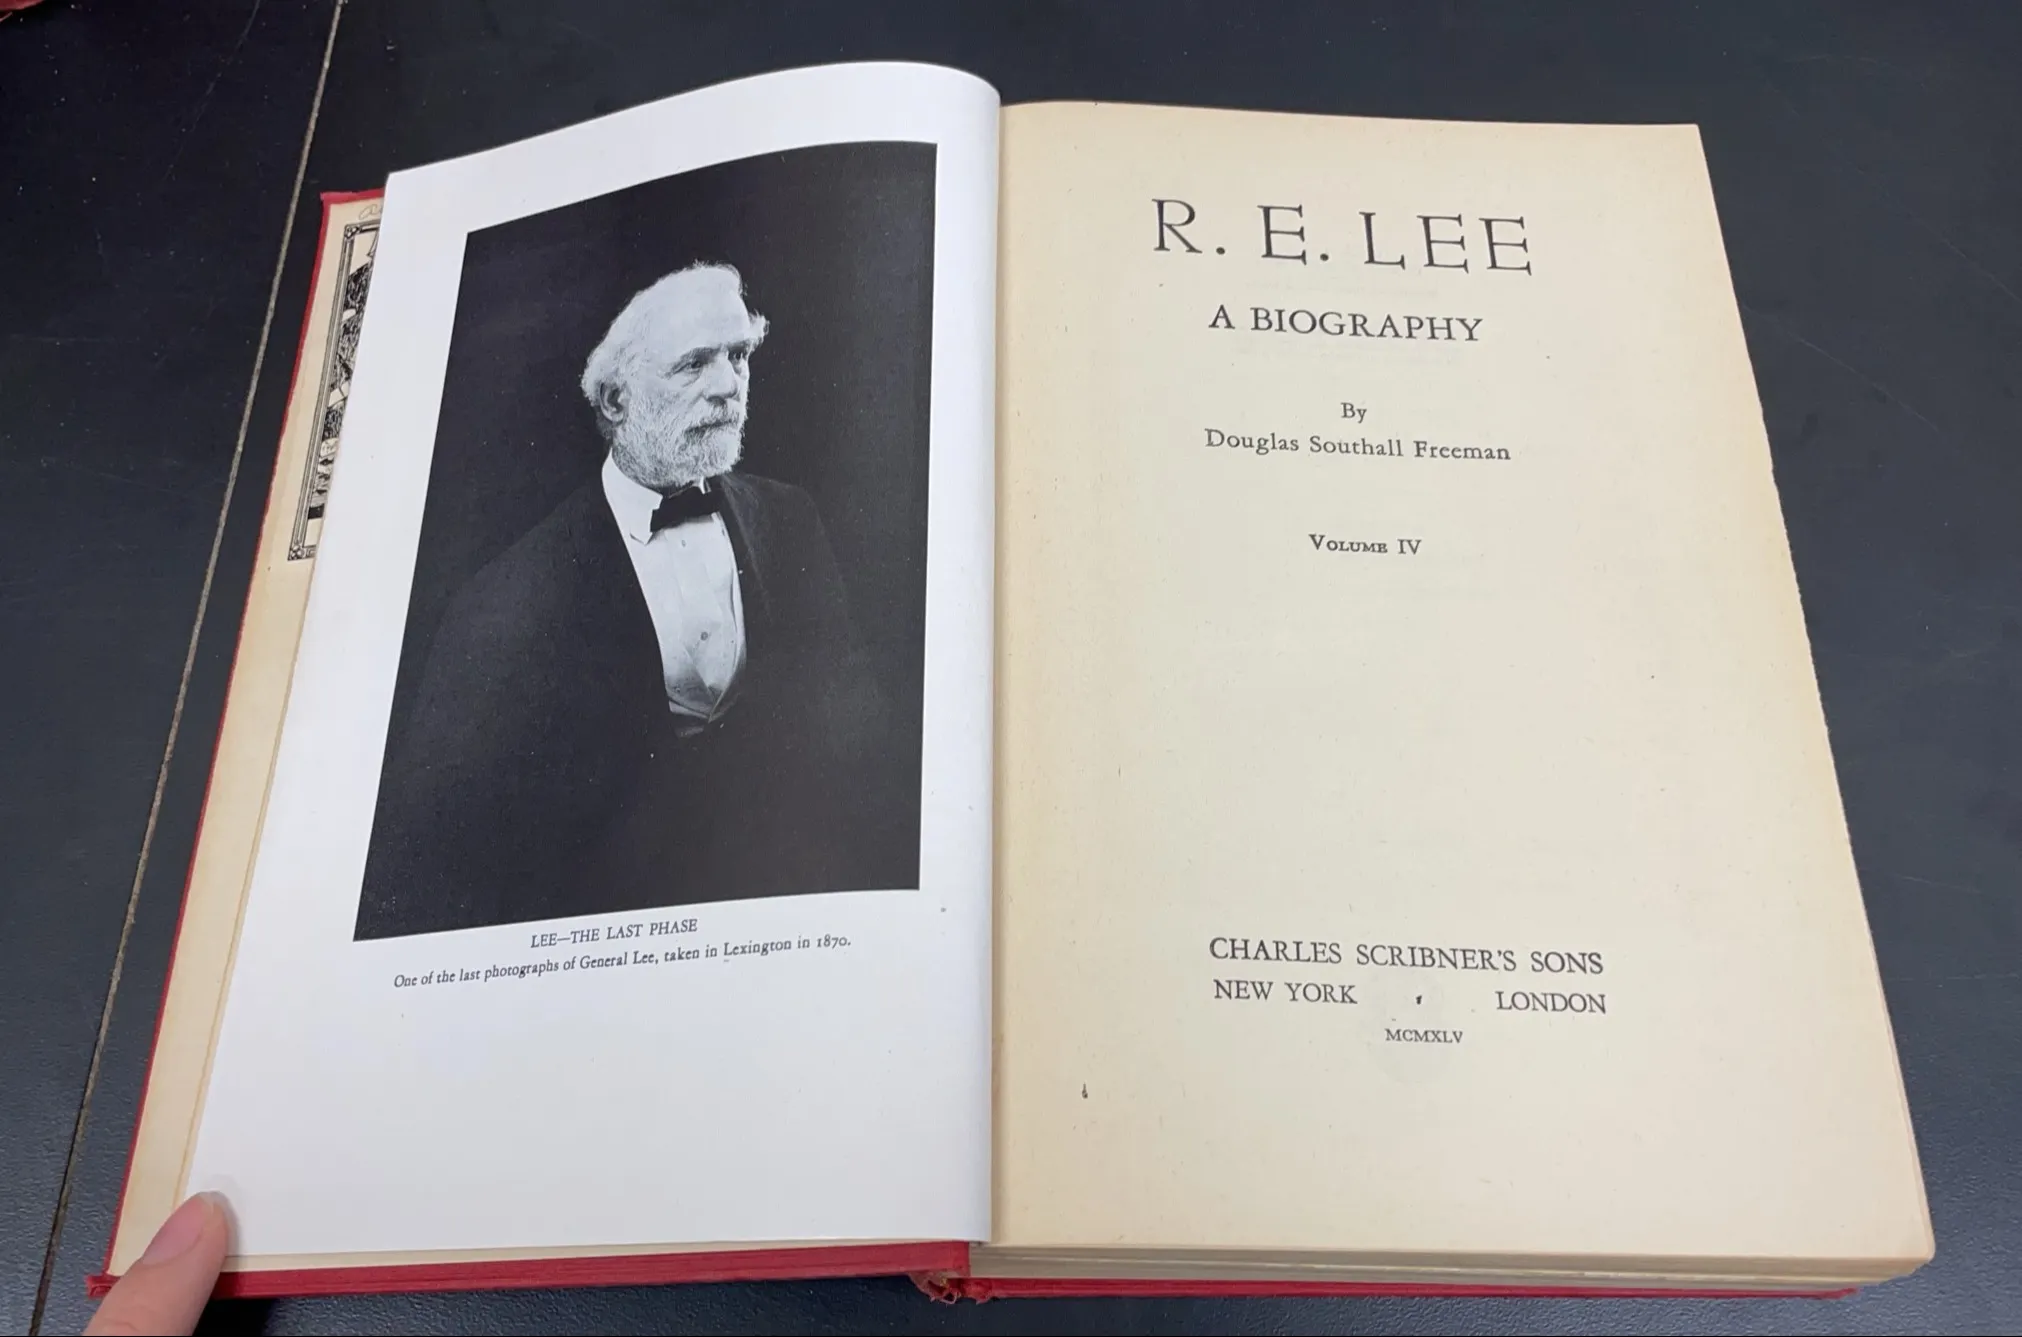 LEE—THE LAST PHASE
One of the last photographs of General Lee, taken in Lexington in 1870.
R. E. LEE
A BIOGRAPHY
By
Douglas Southall Freeman
VOLUME IV
CHARLES SCRIBNER'S SONS
NEW YORK · LONDON
MCMXLV